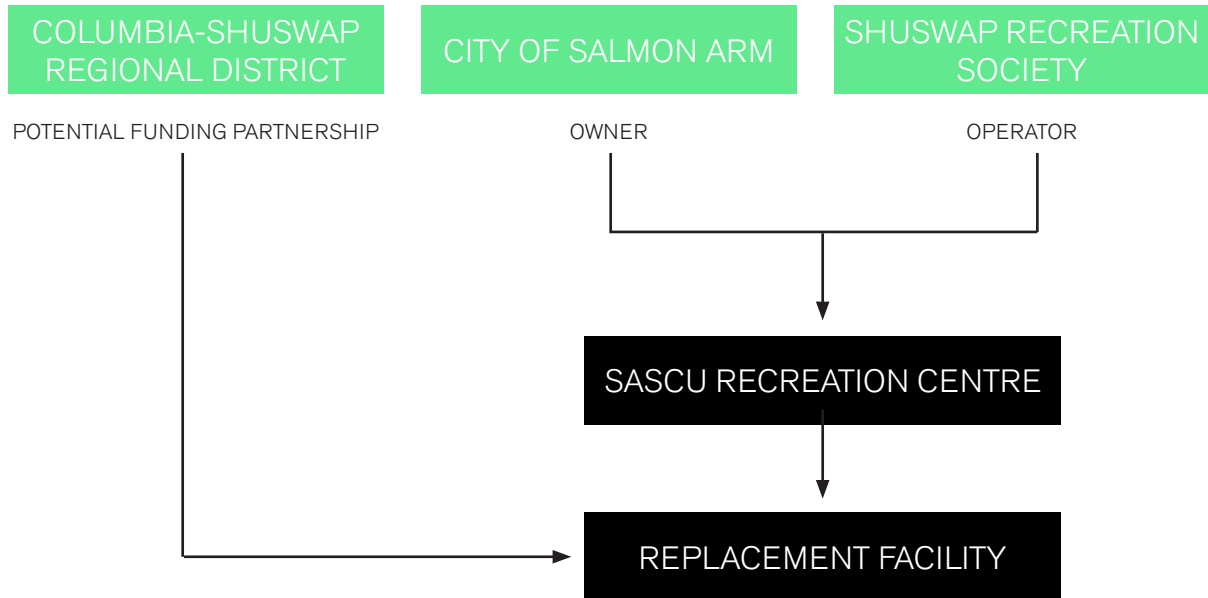 COLUMBIA-SHUSWAP
REGIONAL DISTRICT
CITY OF SALMON ARM
SHUSWAP RECREATION
SOCIETY
POTENTIAL FUNDING PARTNERSHIP
OWNER
OPERATOR
SASCU RECREATION CENTRE
REPLACEMENT FACILITY